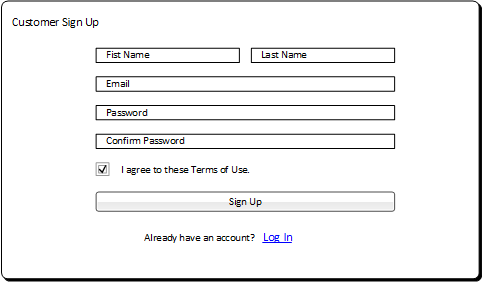 Customer Sign Up
Fist Name Last Name
Email
Password
Confirm Password
I agree to these Terms of Use.
Sign Up
Already have an account? Log In